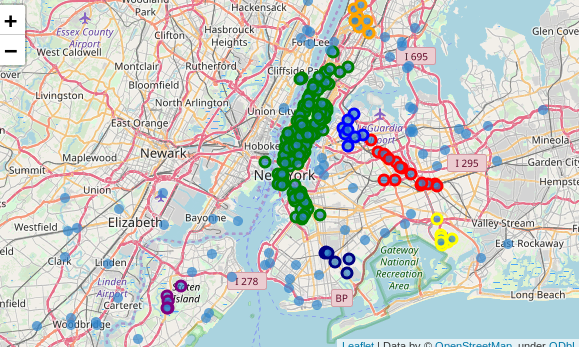 Hackensack
Park
West
Caldwell
Clifton
Essex County
Airport
Hasbrouck
Heights
Fort Lee
Glen Cove
I 695
Montclair
Rutherford
Cliffside Park
Bloomfield
Livingston
North Arlington
Union City
East Orange
LaGuardia
Airport
Mineola
Maplewood
Newark
Hoboken
I 295
Garden City
Summit
New York
Hempste
Union
Westfield
Elizabeth
Bayonne
Valley Stream
Gateway
National
Recreation
Area
East Rockaway
Clark
Linden
Linden
Airport
Carteret
I 278
Long Beach
BP
Woodbridge
+
−
Leaflet | Data by © OpenStreetMap, under ODbL